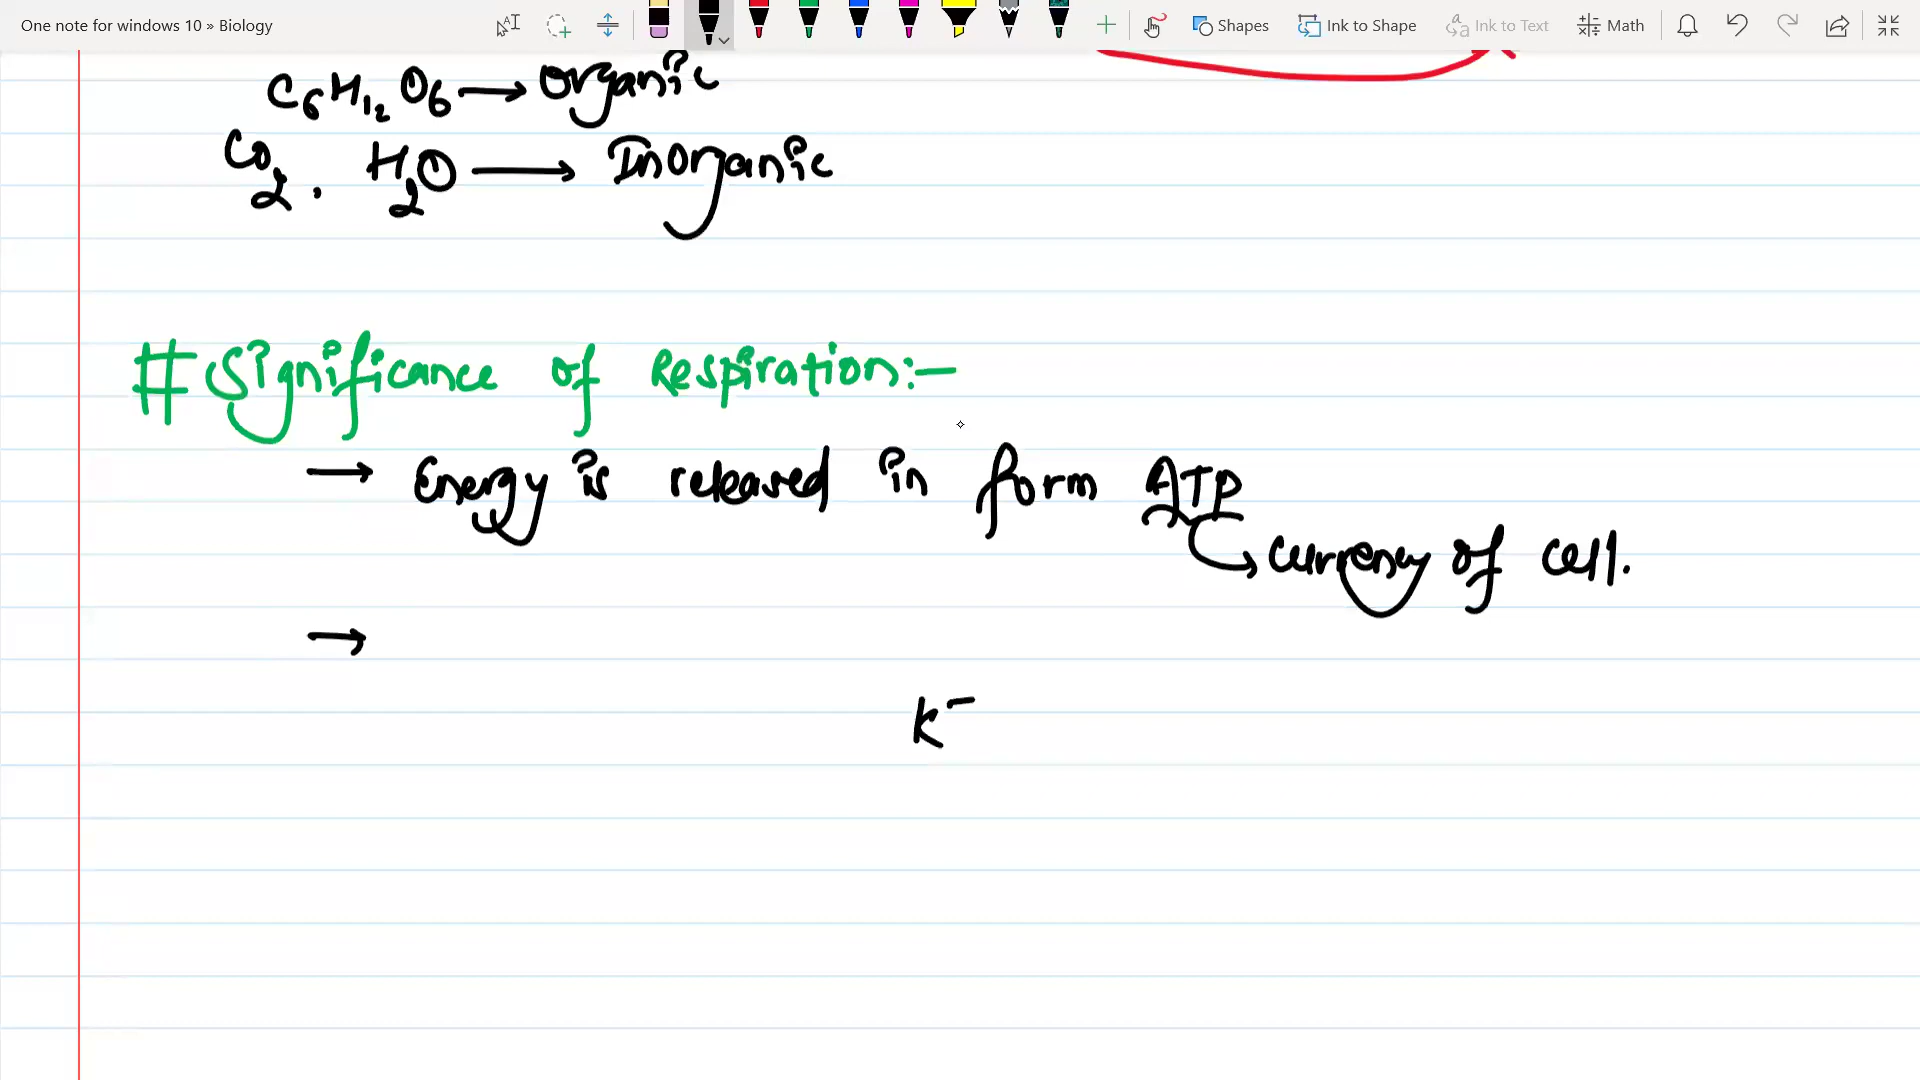 One note for windows 10 » Biology
Shapes
Ink to Shape
Ink to Text
Math
C6H12O6 → Organic
CO2 . H2O → Inorganic
# Significance of Respiration:-
→ Energy is released in form ATP
↳ Currency of cell.
→
K-